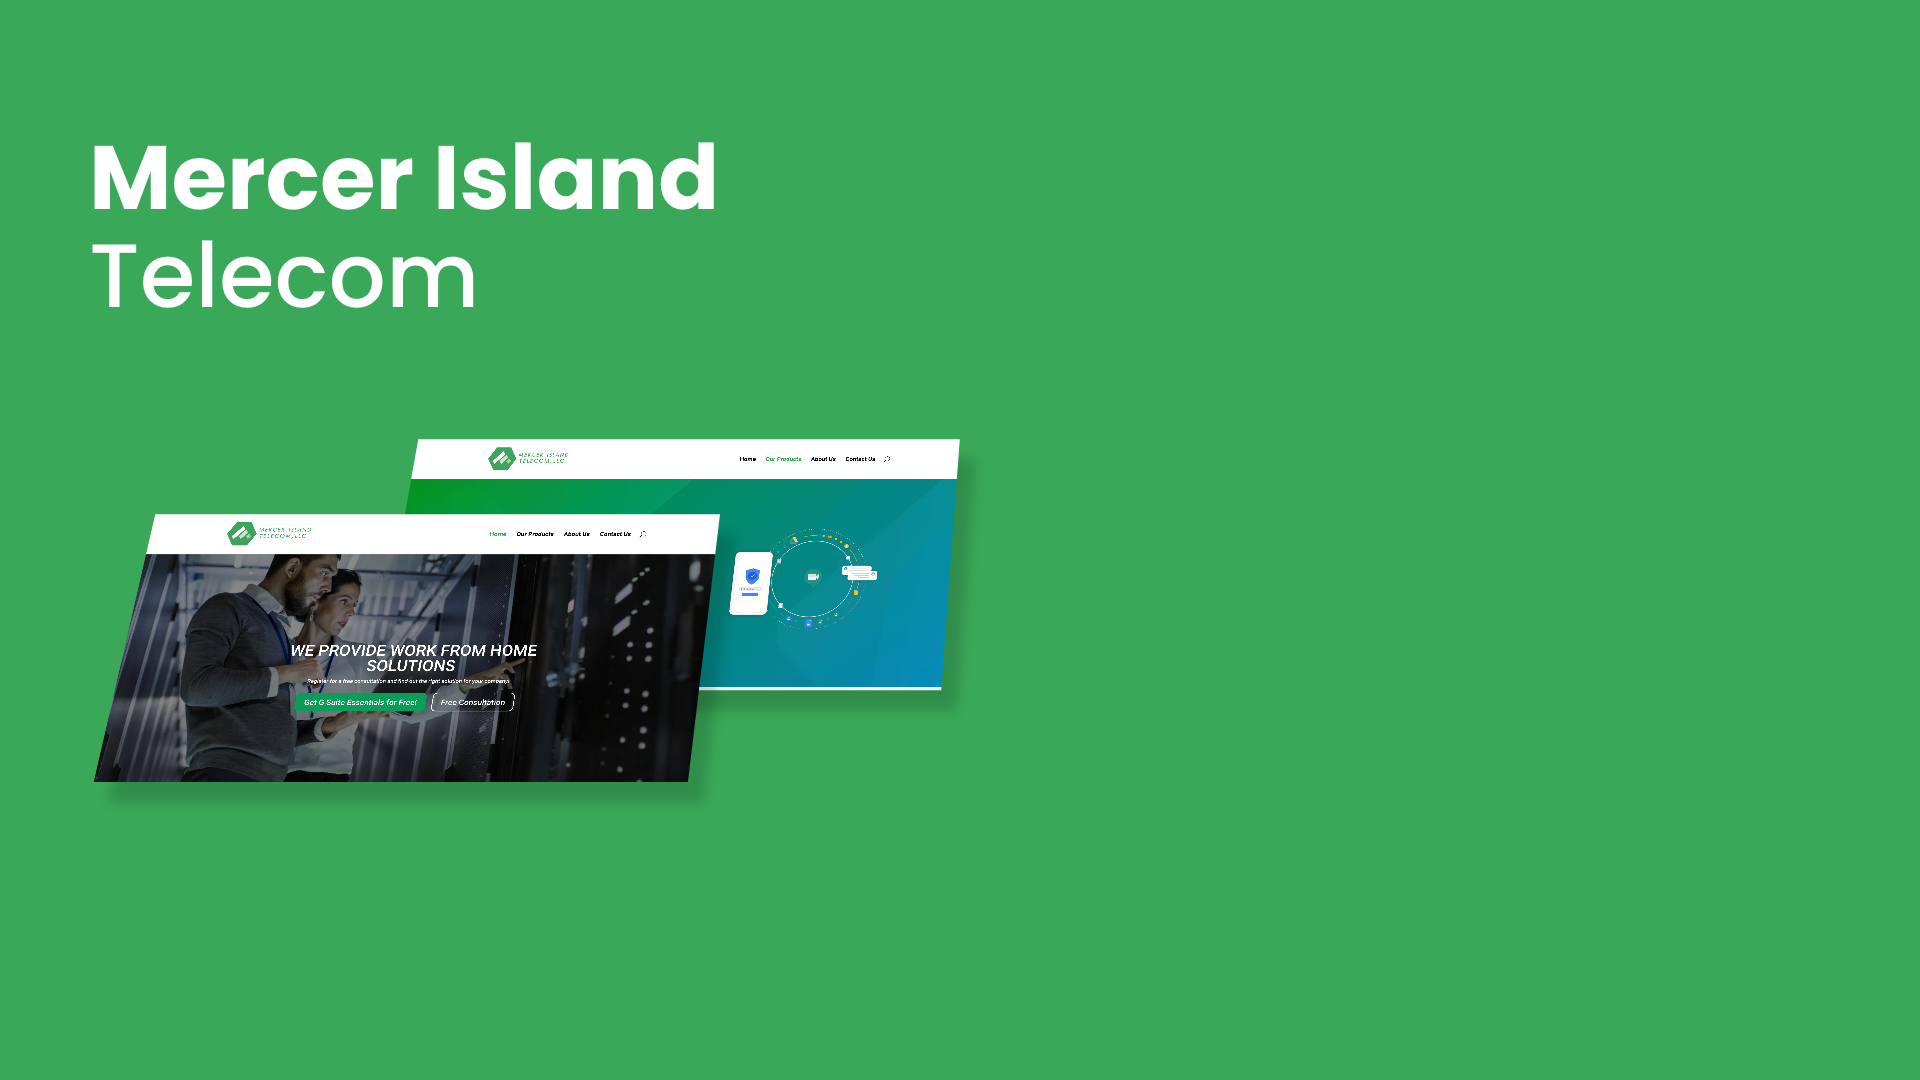 Mercer Island
Telecom
MERCER ISLAND
TELECOM, LLC
Home Our Products About Us Contact Us
MERCER ISLAND
TELECOM, LLC
Home Our Products About Us Contact Us
WE PROVIDE WORK FROM HOME
SOLUTIONS
Register for a free consultation and find out the right solution for your company!
Get G Suite Essentials for Free!
Free Consultation